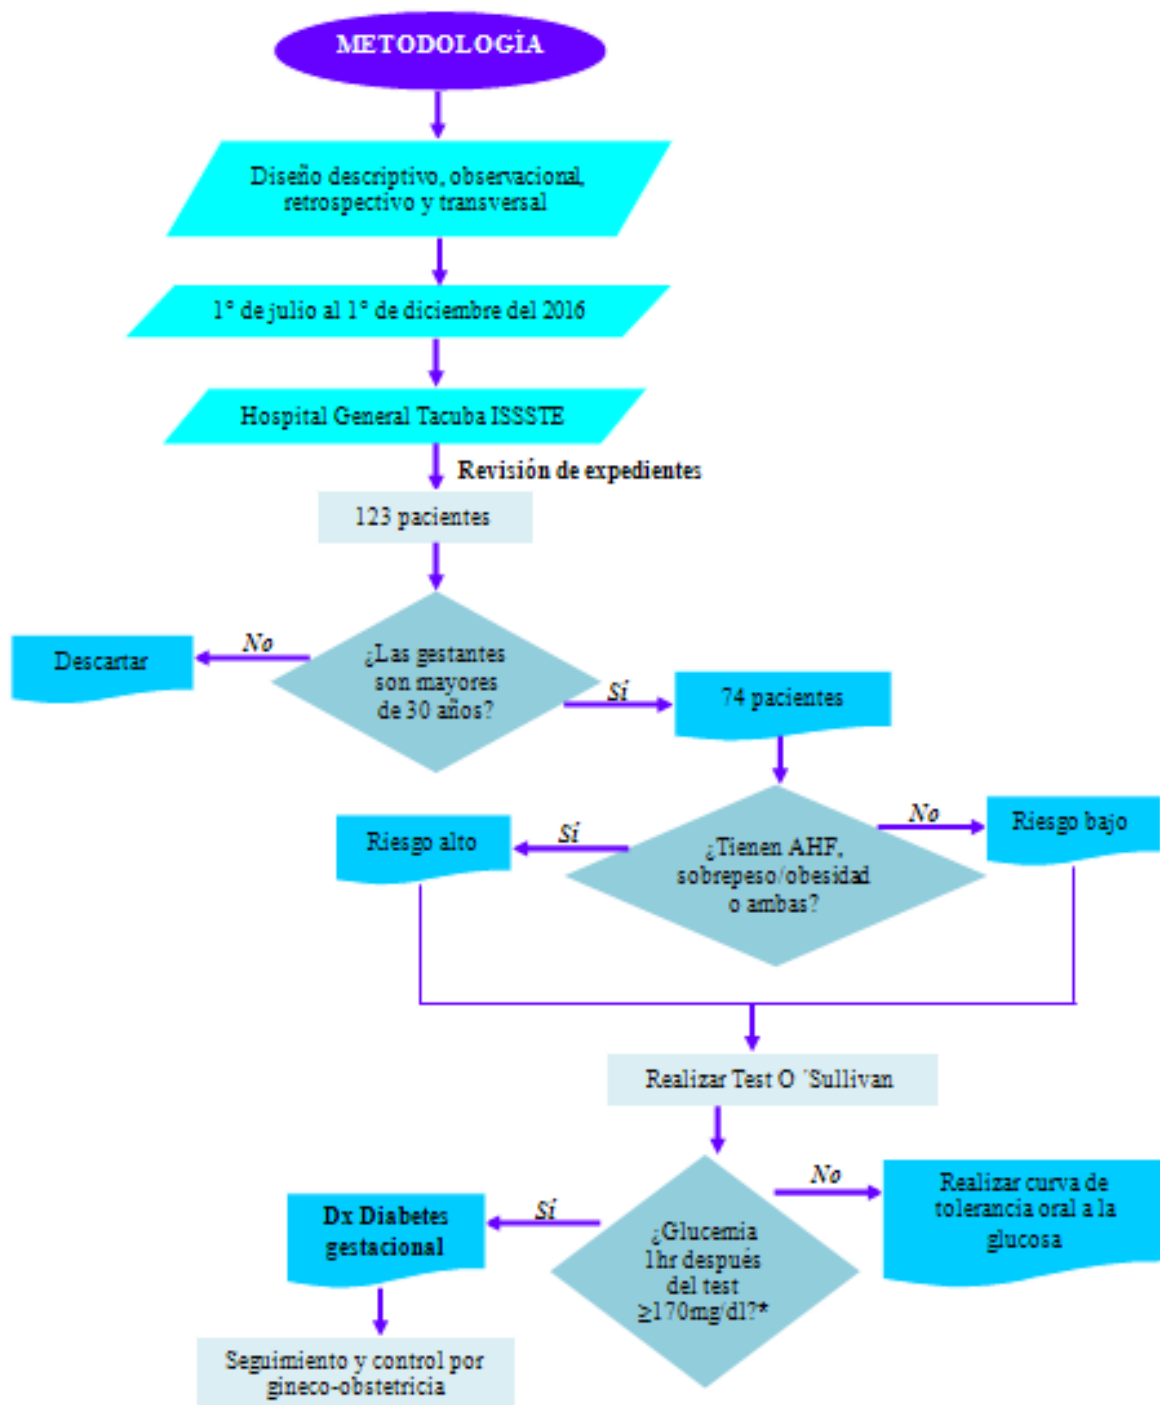 METODOLOGÍA
Diseño descriptivo, observacional,
retrospectivo y transversal
1° de julio al 1° de diciembre del 2016
Hospital General Tacuba ISSSTE
Revisión de expedientes
123 pacientes
¿Las gestantes
son mayores
de 30 años?
No
Descartar
Sí
74 pacientes
¿Tienen AHF,
sobrepeso/obesidad
o ambas?
Sí
Riesgo alto
No
Riesgo bajo
Realizar Test O ´Sullivan
¿Glucemia
1hr después
del test
≥170mg/dl?*
Sí
Dx Diabetes
gestacional
No
Realizar curva de
tolerancia oral a la
glucosa
Seguimiento y control por
gineco-obstetricia